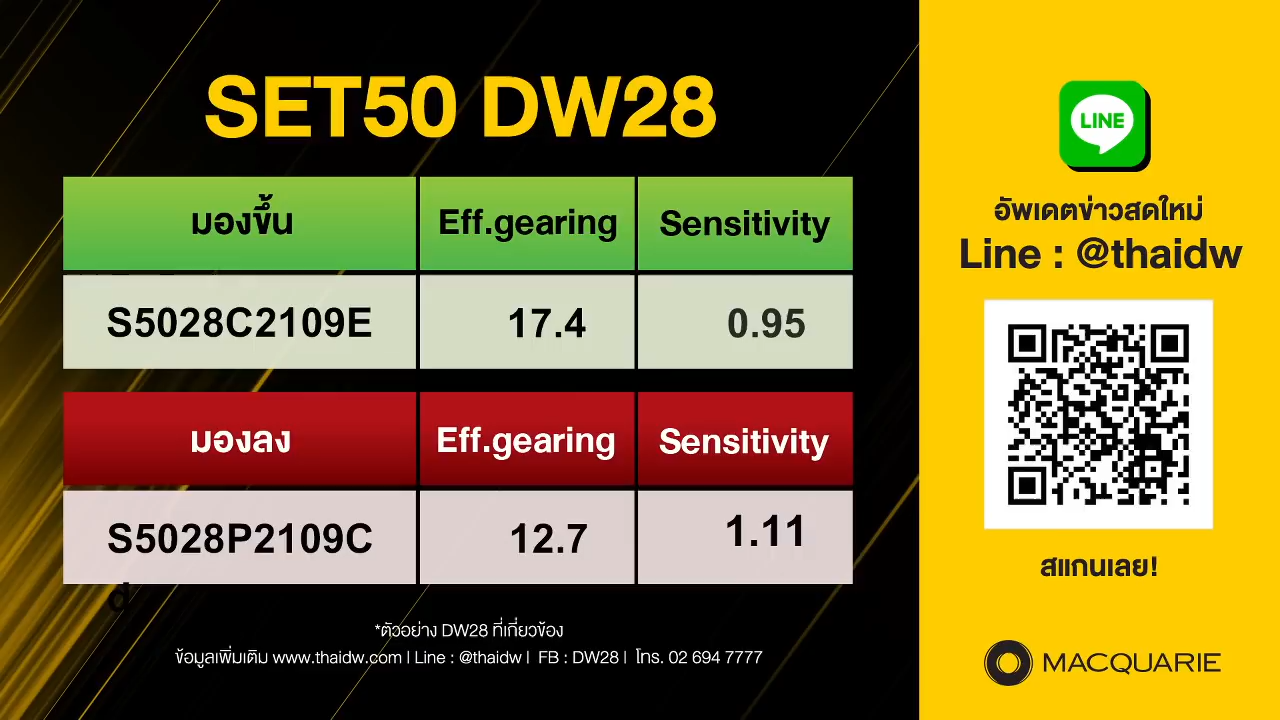 SET50 DW28
มองขึ้น Eff.gearing Sensitivity
S5028C2109E 17.4 0.95
มองลง Eff.gearing Sensitivity
S5028P2109C 12.7 1.11
d
*ตัวอย่าง DW28 ที่เกี่ยวข้อง
ข้อมูลเพิ่มเติม www.thaidw.com | Line : @thaidw | FB : DW28 | โทร. 02 694 7777
LINE
อัพเดตข่าวสดใหม่
Line : @thaidw
สแกนเลย!
MACQUARIE